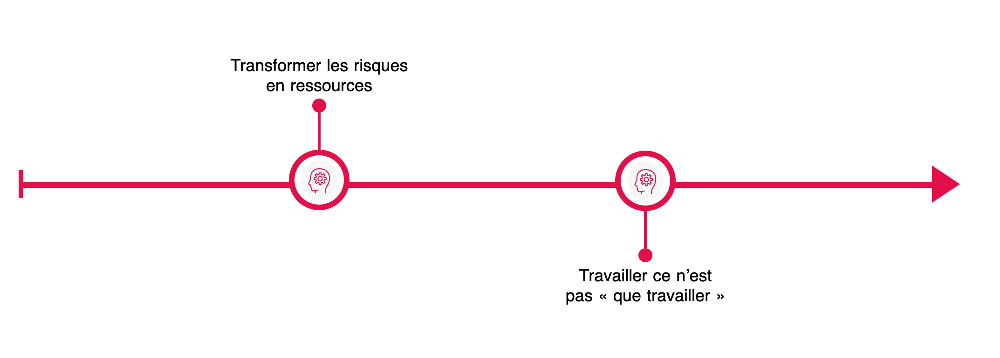 Transformer les risques
en ressources
Travailler ce n’est
pas « que travailler »